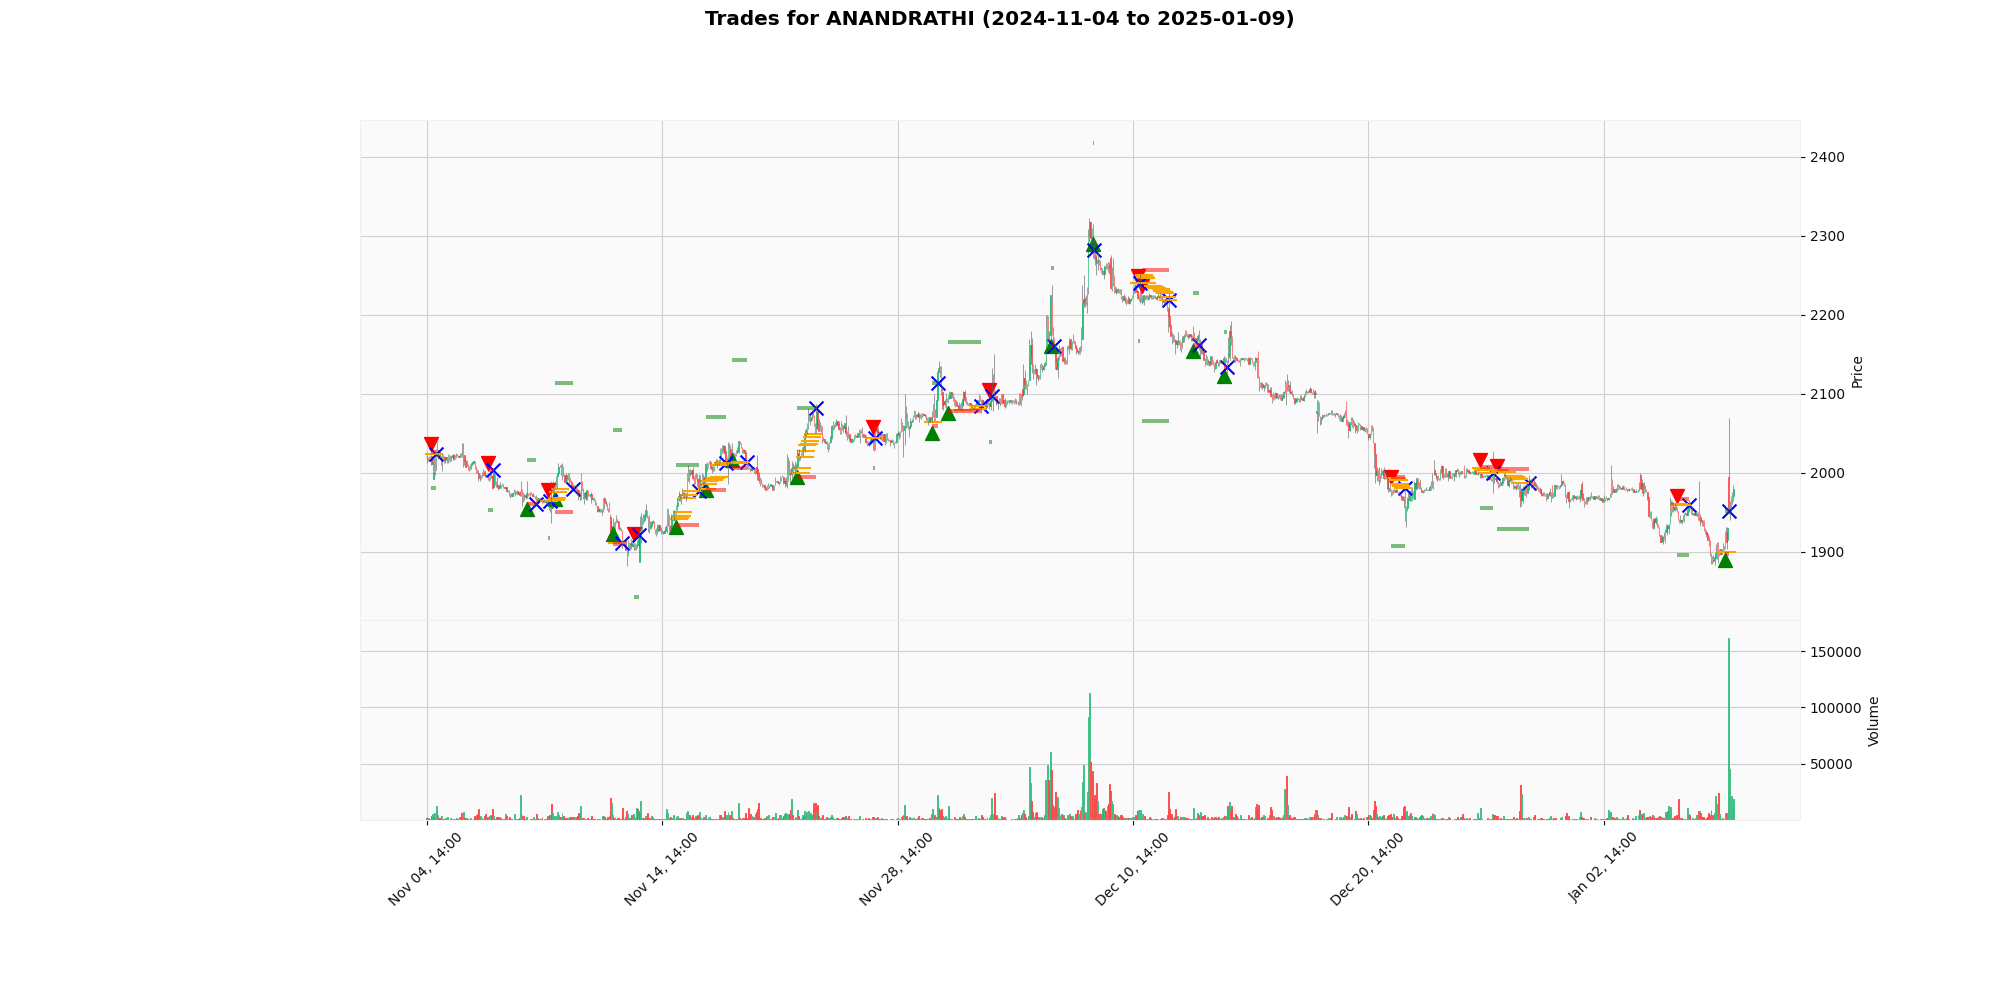 Trades for ANANDRATHI (2024-11-04 to 2025-01-09)
2400
2300
2200
2100
2000
1900
Price
150000
100000
50000
Volume
Nov 04, 14:00
Nov 14, 14:00
Nov 28, 14:00
Dec 10, 14:00
Dec 20, 14:00
Jan 02, 14:00